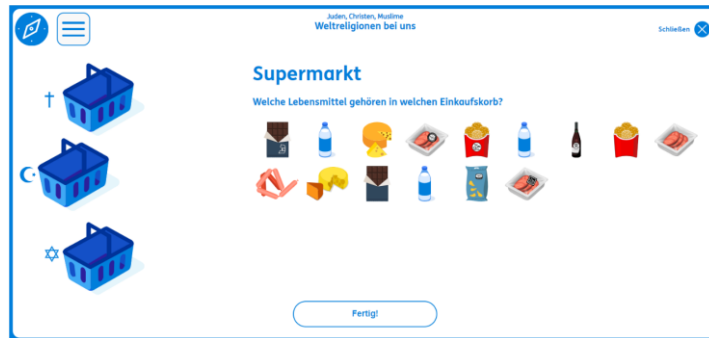 Juden, Christen, Muslime
Weltreligionen bei uns
Schließen
Supermarkt
Welche Lebensmittel gehören in welchen Einkaufskorb?
Fertig!